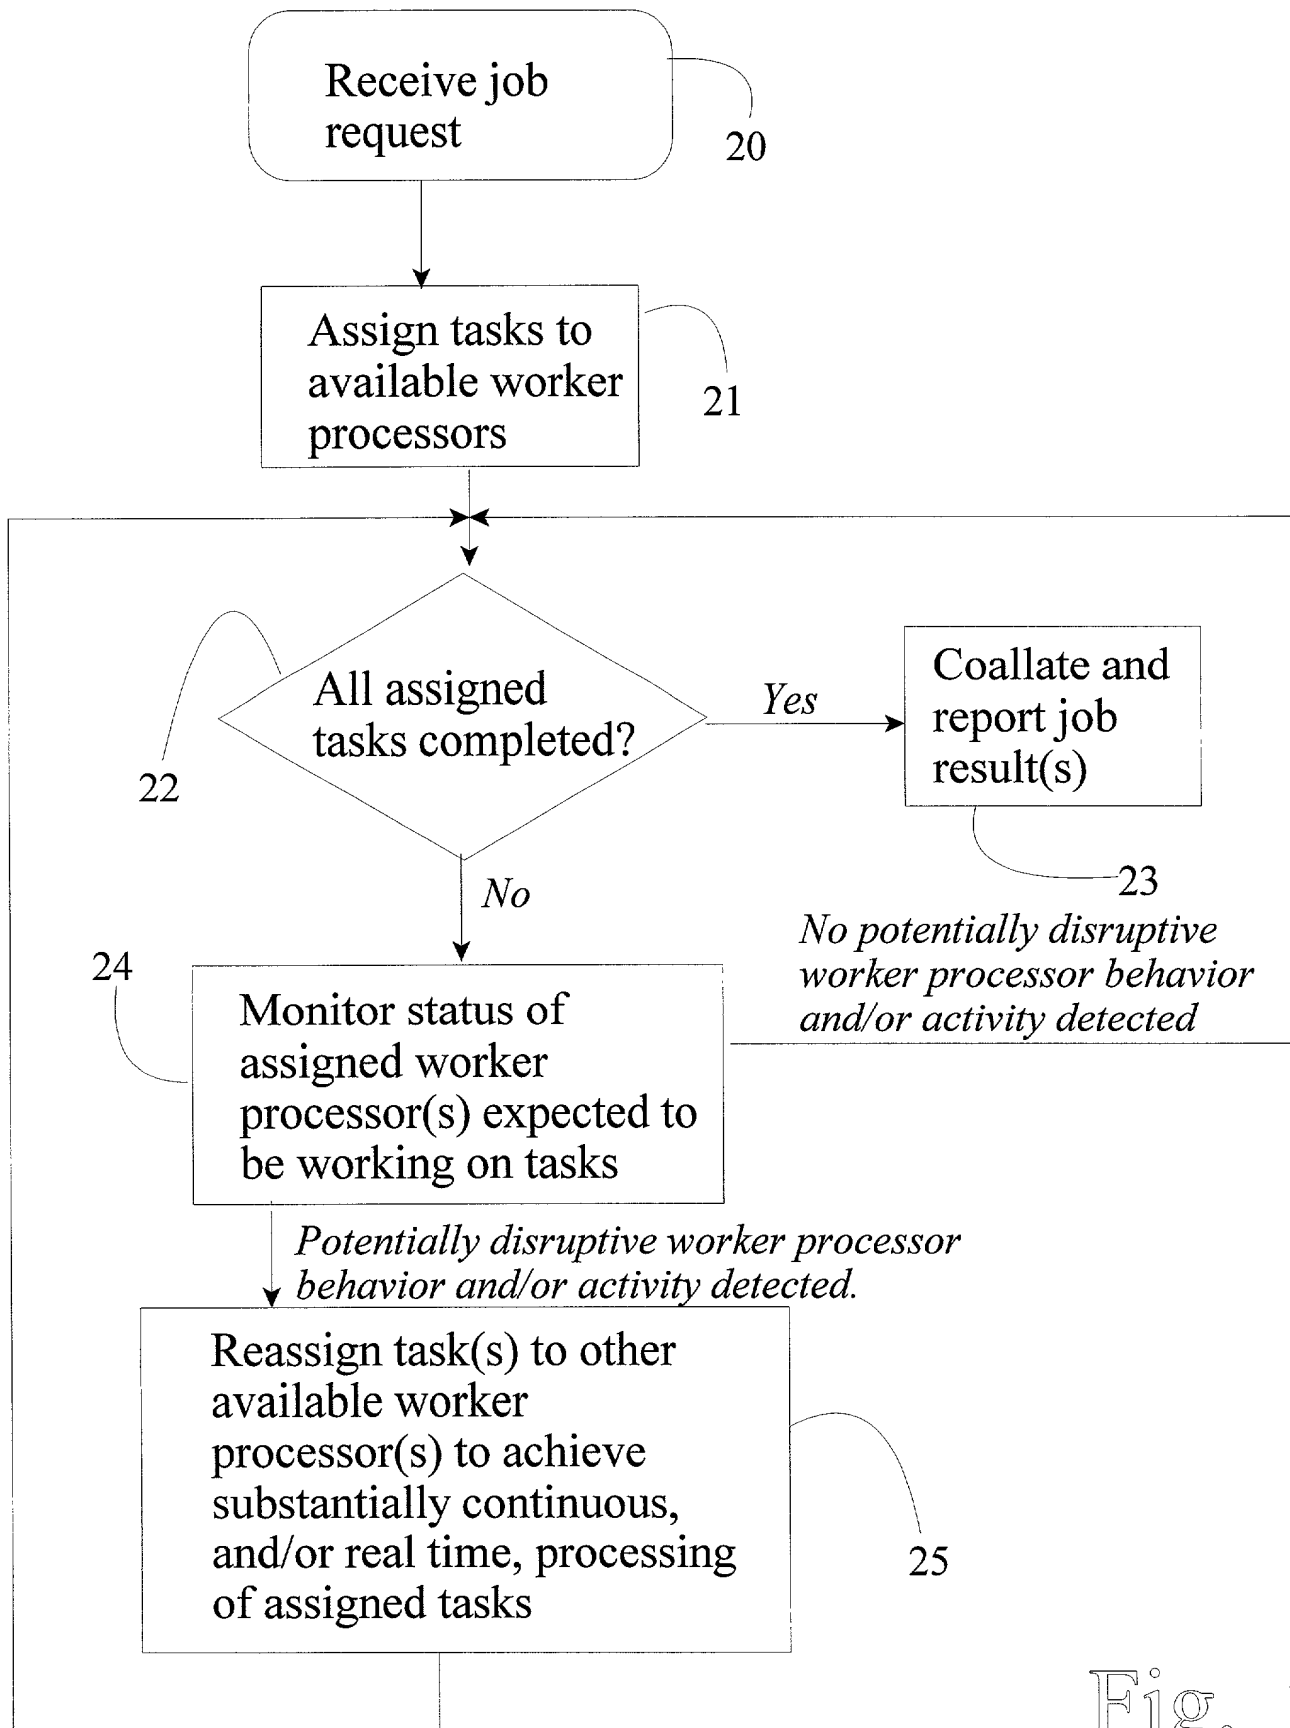 Receive job
request
20
Assign tasks to
available worker
processors
21
All assigned
tasks completed?
22
Yes
Coallate and
report job
result(s)
23
No
No potentially disruptive
worker processor behavior
and/or activity detected
24
Monitor status of
assigned worker
processor(s) expected to
be working on tasks
Potentially disruptive worker processor
behavior and/or activity detected.
Reassign task(s) to other
available worker
processor(s) to achieve
substantially continuous,
and/or real time, processing
of assigned tasks
25
Fig.